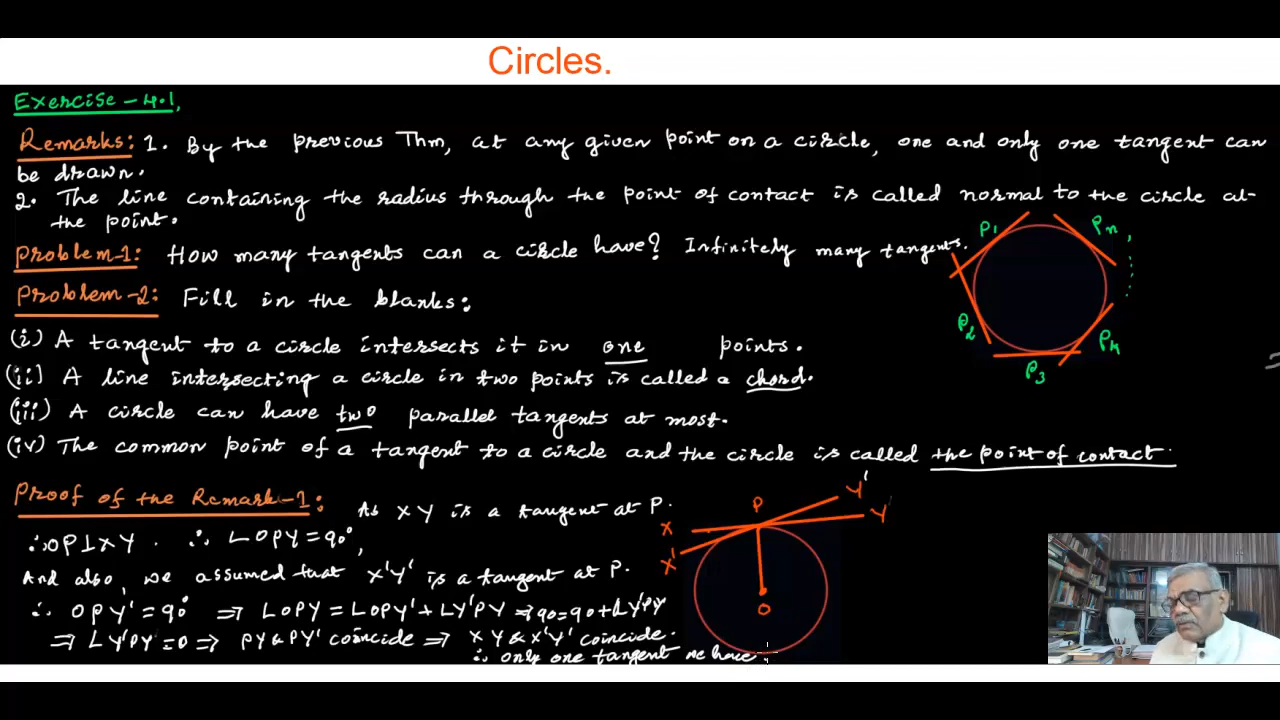 Circles.
Exercise-4.1,
Remarks: 1. By the previous Thm, at any given point on a circle, one and only one tangent can
be drawn.
2. The line containing the radius through the point of contact is called normal to the circle at
the point.
Problem-1: How many tangents can a circle have? Infinitely many tangents.
Problem-2: Fill in the blanks:
(i) A tangent to a circle intersects it in one points.
(ii) A line intersecting a circle in two points is called a chord.
(iii) A circle can have two parallel tangents at most.
(iv) The common point of a tangent to a circle and the circle is called the point of contact.
P1
Pn
P2
P4
P3
Proof of the Remark-1: As XY is a tangent at P.
∴OP⊥XY. ∴ ∠OPY=90°,
And also, we assumed that X'Y' is a tangent at P.
∴ OPY'=90° ⇒ ∠OPY = ∠OPY' + ∠Y'PY ⇒ 90=90+∠Y'PY
⇒ ∠Y'PY=0 ⇒ PY & PY' coincide ⇒ XY & X'Y' coincide.
∴ only one tangent we have.
P
Y'
X
Y
X'
O